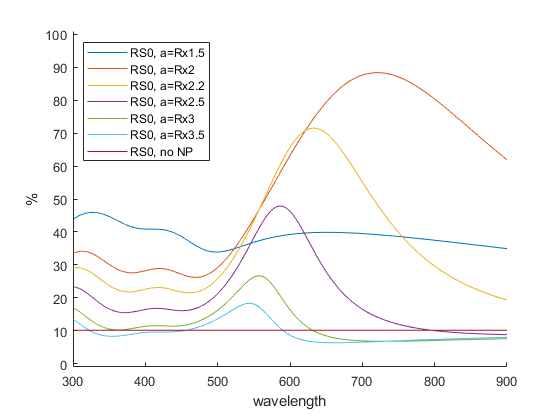 100
90
80
70
60
50
40
30
20
10
0
%
RS0, a=Rx1.5
RS0, a=Rx2
RS0, a=Rx2.2
RS0, a=Rx2.5
RS0, a=Rx3
RS0, a=Rx3.5
RS0, no NP
300 400 500 600 700 800 900
wavelength